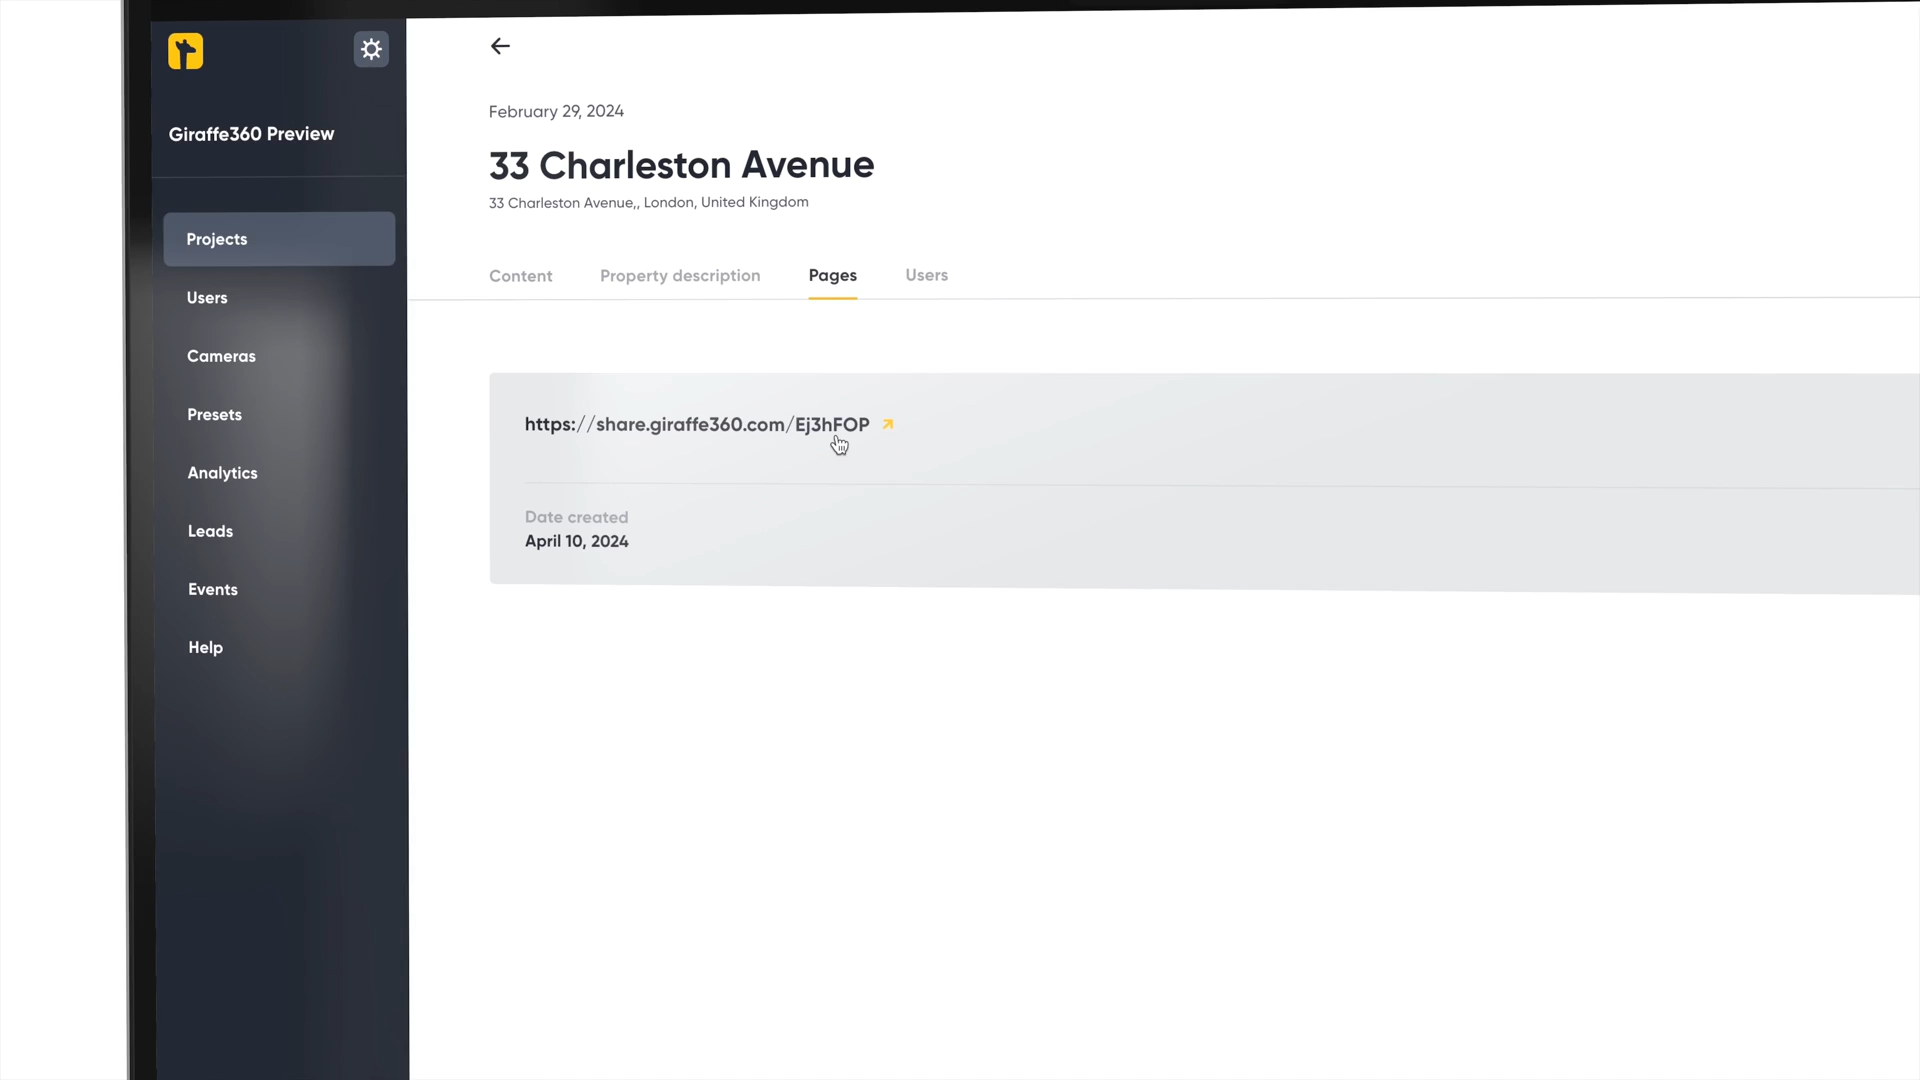 Giraffe360 Preview
Projects
Users
Cameras
Presets
Analytics
Leads
Events
Help
February 29, 2024
33 Charleston Avenue
33 Charleston Avenue,, London, United Kingdom
Content Property description Pages Users
https://share.giraffe360.com/Ej3hFOP
Date created
April 10, 2024